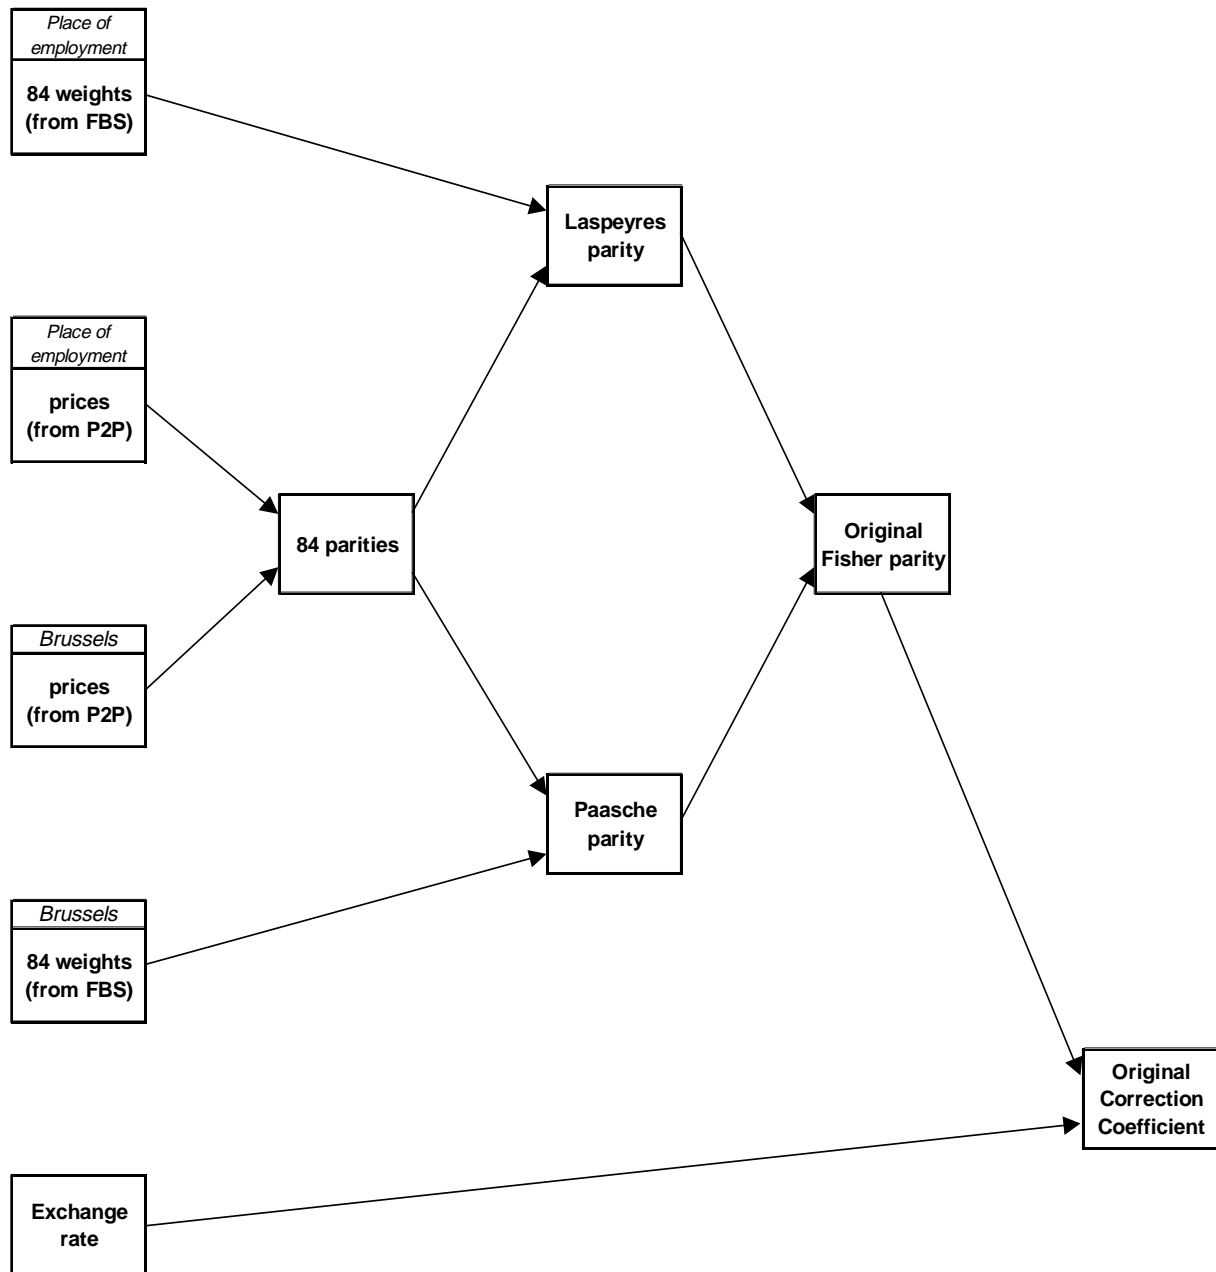 Place of
employment
84 weights
(from FBS)
Laspeyres
parity
Place of
employment
prices
(from P2P)
84 parities
Original
Fisher parity
Brussels
prices
(from P2P)
Paasche
parity
Brussels
84 weights
(from FBS)
Original
Correction
Coefficient
Exchange
rate